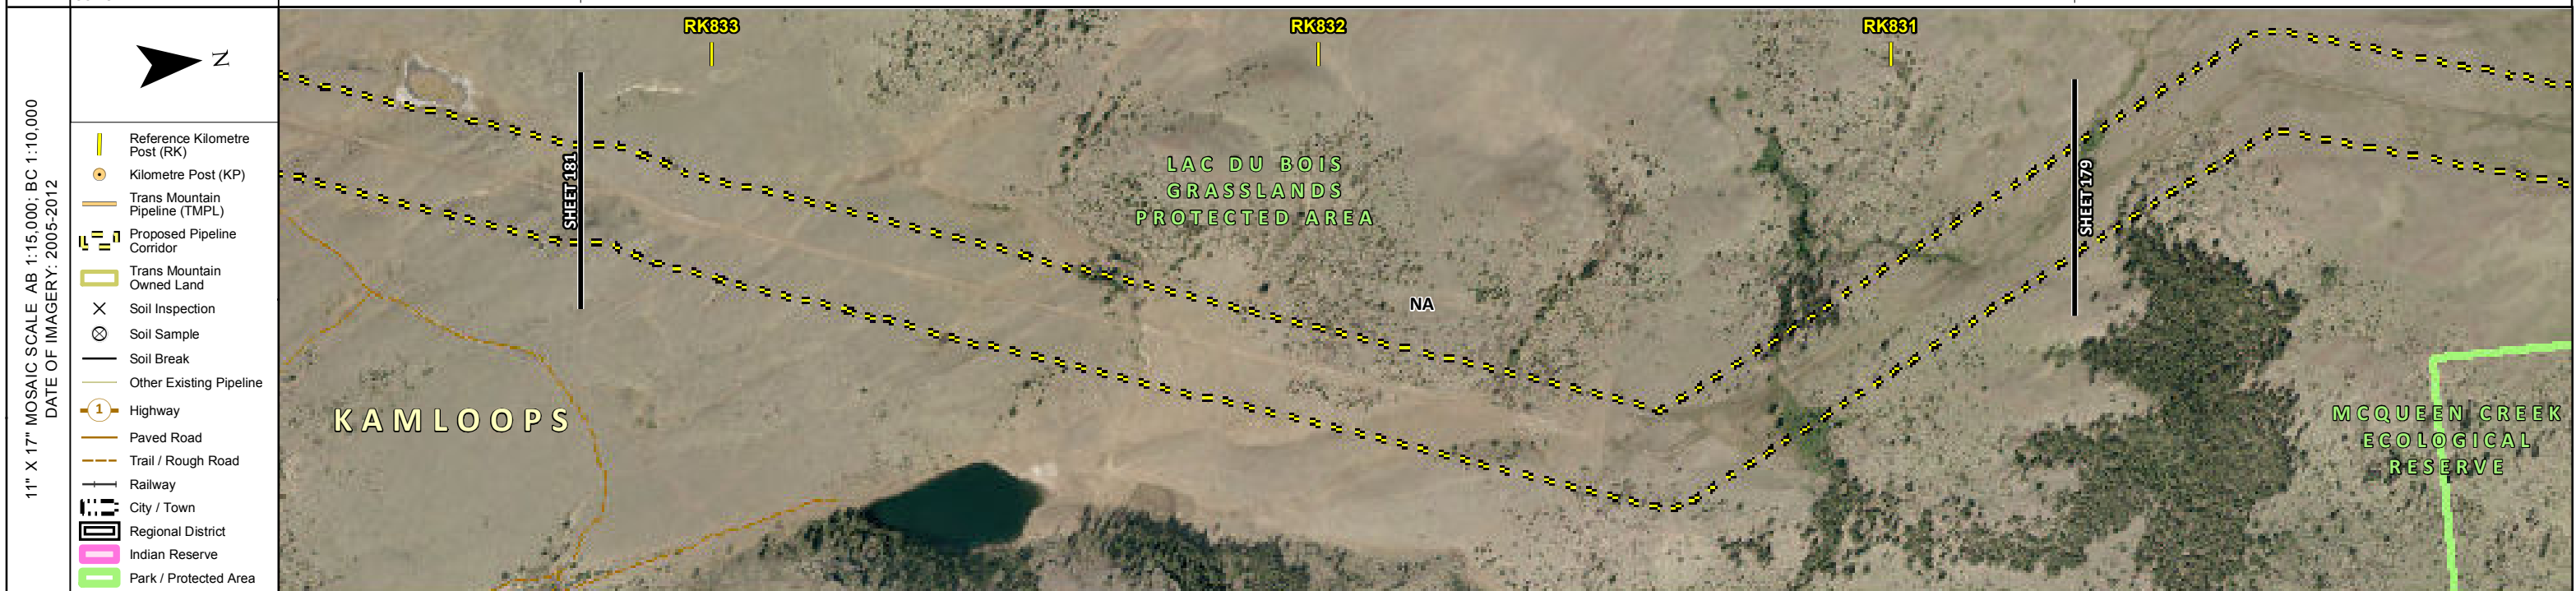 11" X 17" MOSAIC SCALE AB 1:15,000; BC 1:10,000
DATE OF IMAGERY: 2005-2012
N
Reference Kilometre
Post (RK)
Kilometre Post (KP)
Trans Mountain
Pipeline (TMPL)
Proposed Pipeline
Corridor
Trans Mountain
Owned Land
Soil Inspection
Soil Sample
Soil Break
Other Existing Pipeline
1 Highway
Paved Road
Trail / Rough Road
Railway
City / Town
Regional District
Indian Reserve
Park / Protected Area
RK833
RK832
RK831
SHEET 181
LAC DU BOIS
GRASSLANDS
PROTECTED AREA
NA
SHEET 179
KAMLOOPS
MCQUEEN CREEK
ECOLOGICAL
RESERVE